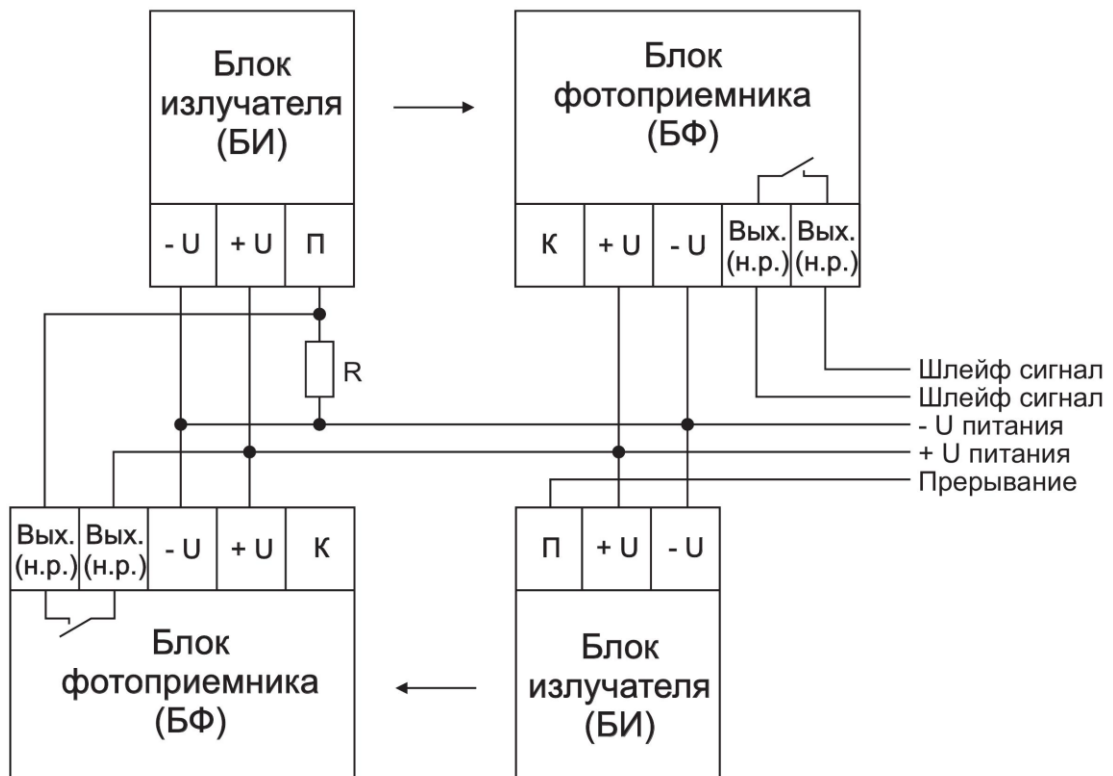 Блок
излучателя
(БИ)
Блок
фотоприемника
(БФ)
- U
+ U
П
К
+ U
- U
Вых.
(н.р.)
Вых.
(н.р.)
R
Шлейф сигнал
Шлейф сигнал
- U питания
+ U питания
Прерывание
Вых.
(н.р.)
Вых.
(н.р.)
- U
+ U
К
П
+ U
- U
Блок
фотоприемника
(БФ)
Блок
излучателя
(БИ)